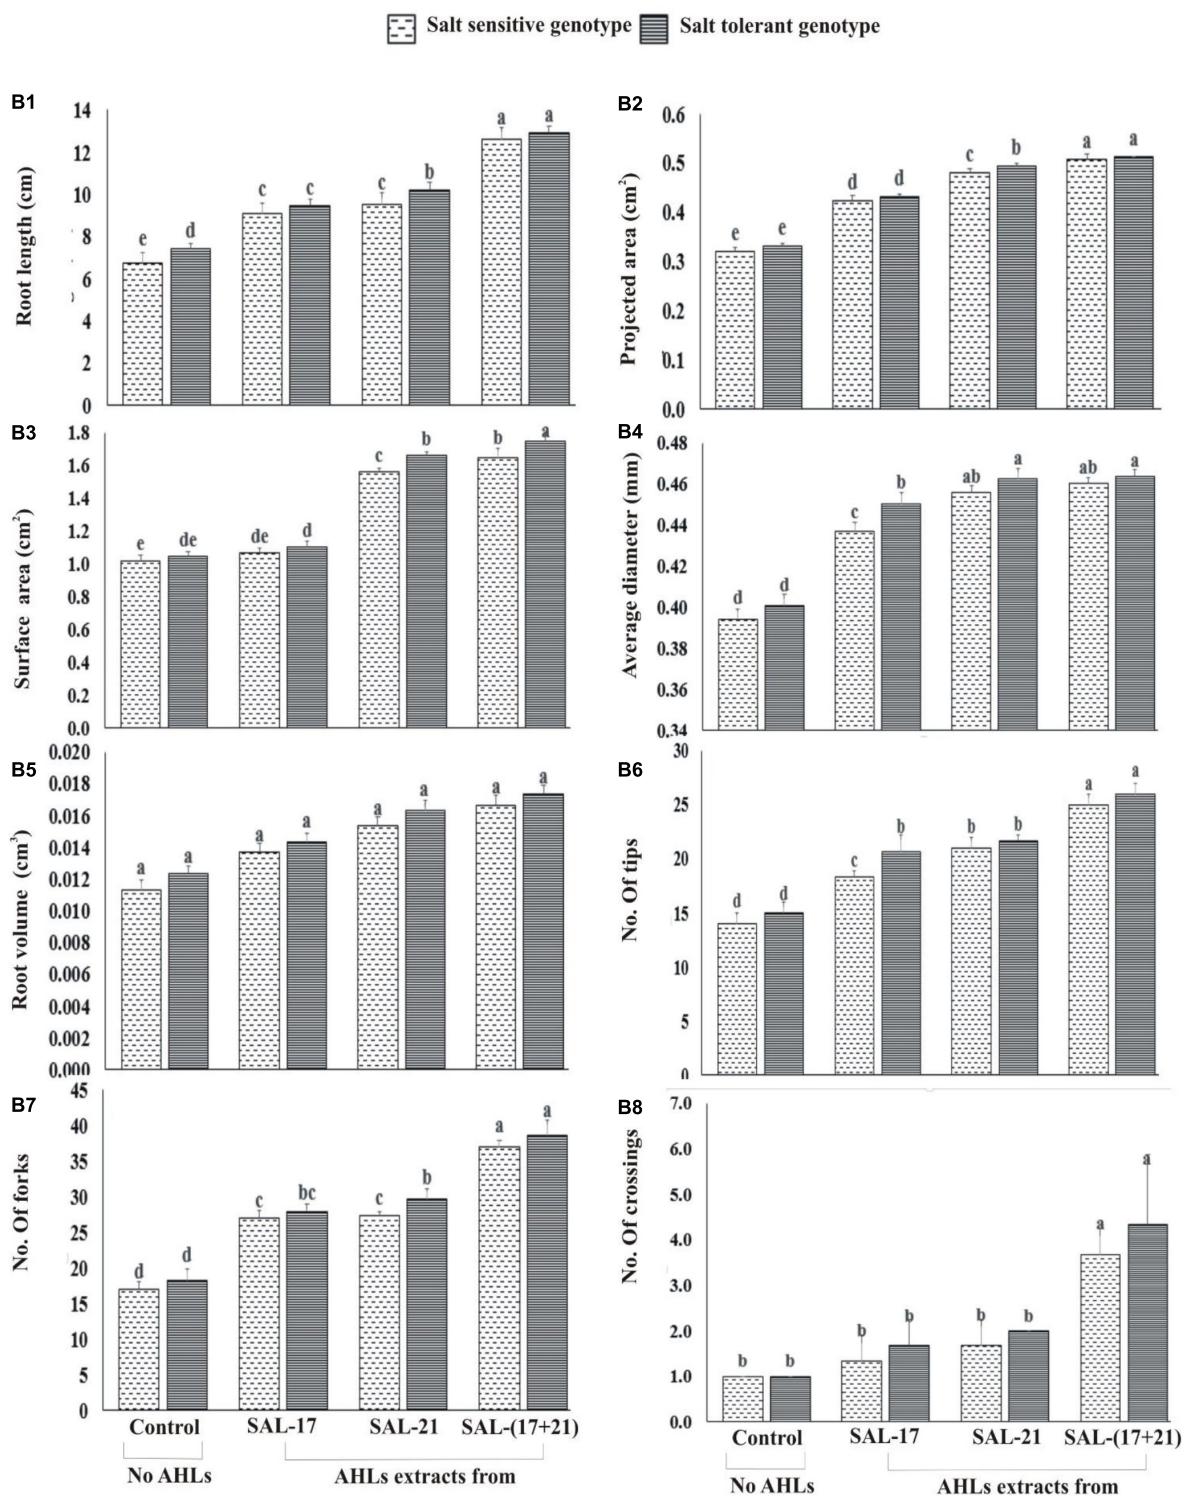 Salt sensitive genotype Salt tolerant genotype
B1
Root length (cm)
14
12
10
8
6
4
2
0
e d c c c b a a
B2
Projected area (cm²)
0.6
0.5
0.4
0.3
0.2
0.1
0.0
e e d d c b a a
B3
Surface area (cm²)
1.8
1.6
1.4
1.2
1.0
0.8
0.6
0.4
0.2
0.0
e de de d c b b a
B4
Average diameter (mm)
0.48
0.46
0.44
0.42
0.40
0.38
0.36
0.34
d d c b ab a ab a
B5
Root volume (cm³)
0.020
0.018
0.016
0.014
0.012
0.010
0.008
0.006
0.004
0.002
0.000
a a a a a a a a
B6
No. Of tips
30
25
20
15
10
5
0
d d c b b b a a
B7
No. Of forks
45
40
35
30
25
20
15
10
5
0
d d c bc c b a a
Control SAL-17 SAL-21 SAL-(17+21)
No AHLs AHLs extracts from
B8
No. Of crossings
7.0
6.0
5.0
4.0
3.0
2.0
1.0
0.0
b b b b b b a a
Control SAL-17 SAL-21 SAL-(17+21)
No AHLs AHLs extracts from